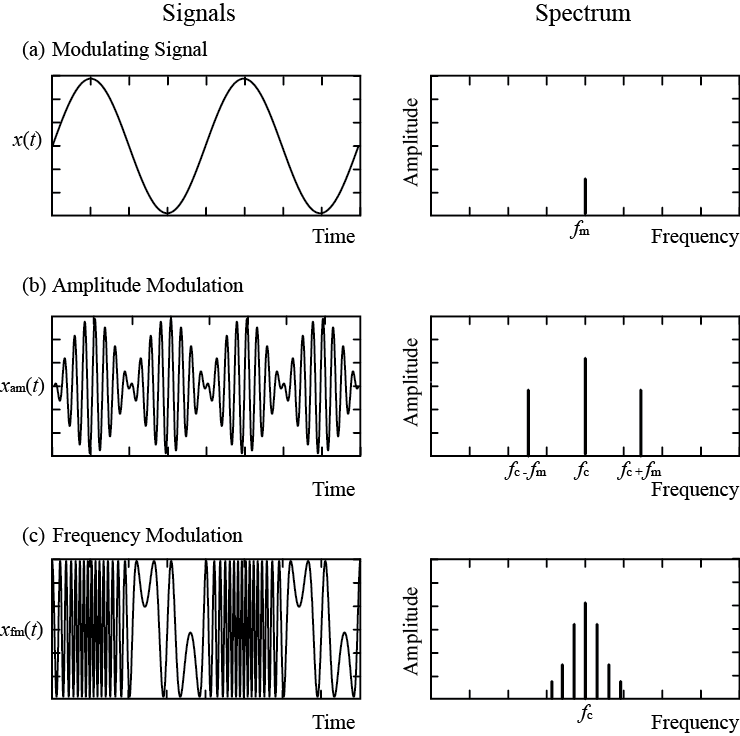 Signals
Spectrum
(a) Modulating Signal
x(t)
Time
Amplitude
fm
Frequency
(b) Amplitude Modulation
xam(t)
Time
Amplitude
fc-fm
fc
fc+fm
Frequency
(c) Frequency Modulation
xfm(t)
Time
Amplitude
fc
Frequency